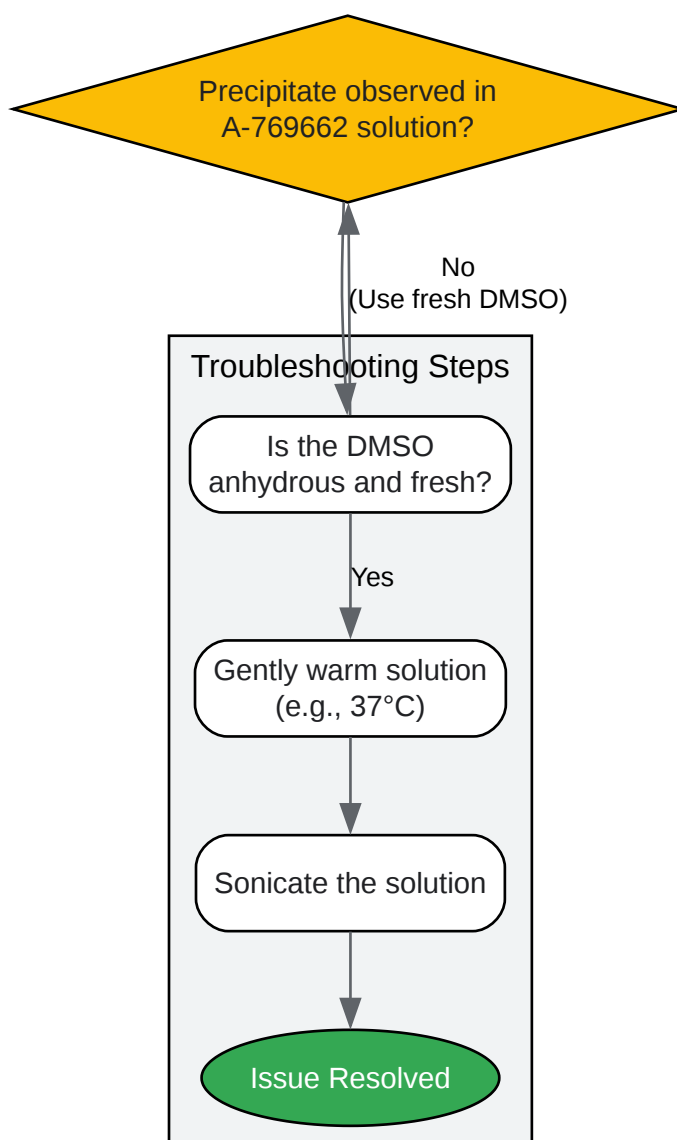 Precipitate observed in
A-769662 solution?
No
(Use fresh DMSO)
Troubleshooting Steps
Is the DMSO
anhydrous and fresh?
Yes
Gently warm solution
(e.g., 37°C)
Sonicate the solution
Issue Resolved